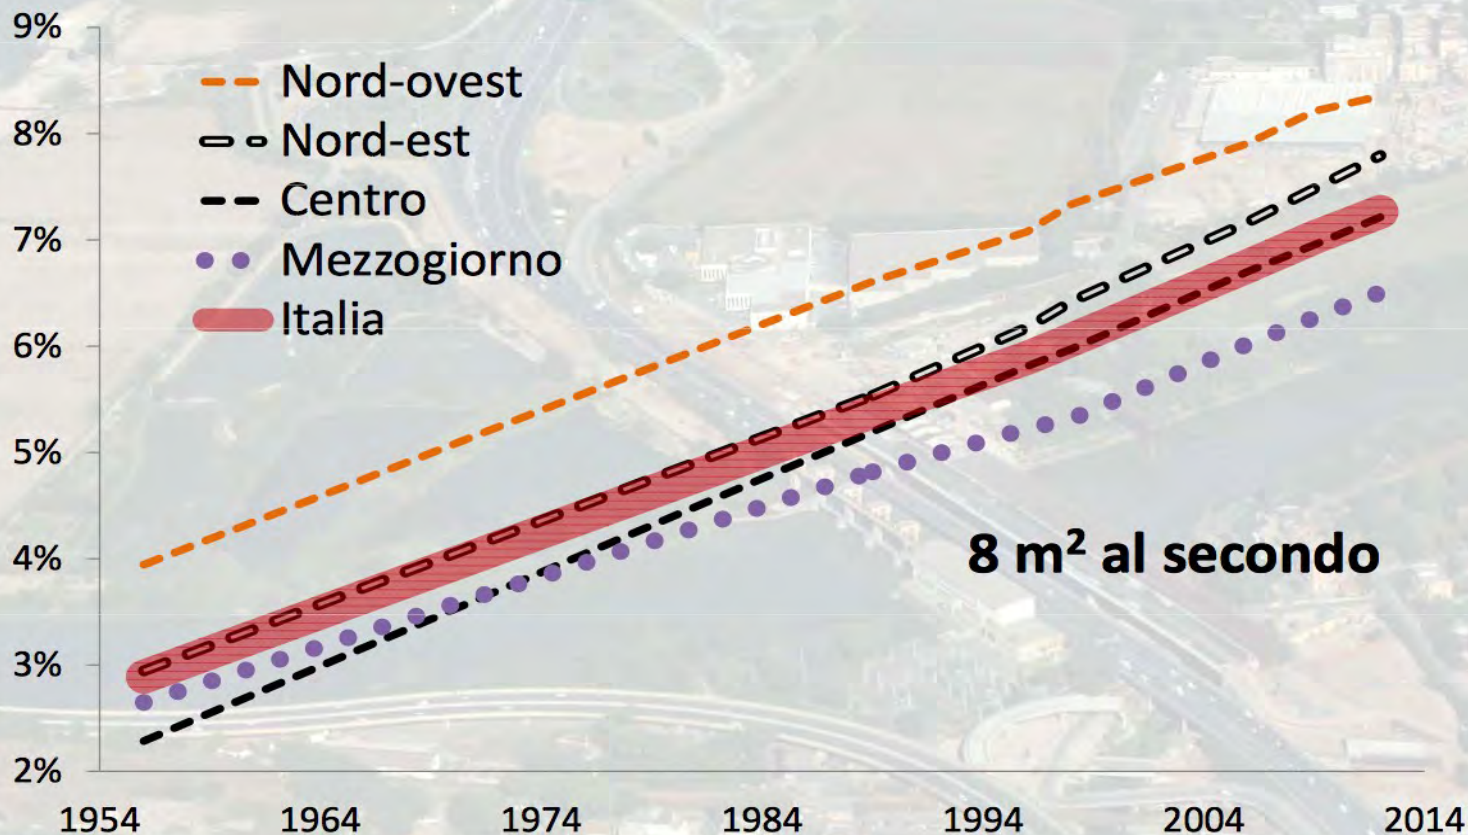 9%
8%
7%
6%
5%
4%
3%
2%
Nord-ovest
Nord-est
Centro
Mezzogiorno
Italia
8 m² al secondo
1954 1964 1974 1984 1994 2004 2014